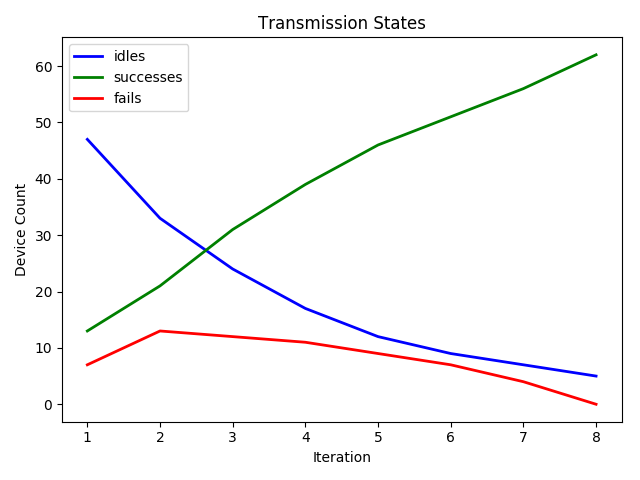 Transmission States
idles
successes
fails
60
50
40
30
20
10
0
Device Count
1 2 3 4 5 6 7 8
Iteration